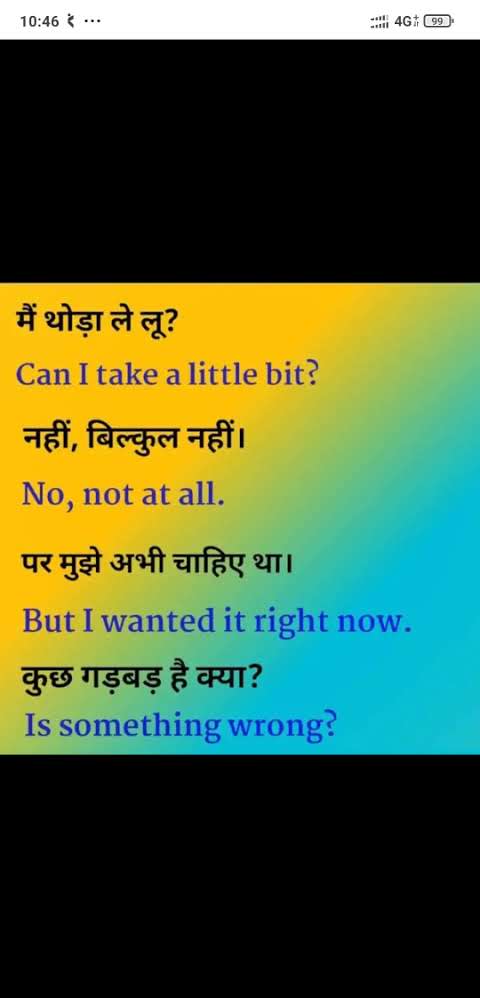 10:46 ...
4G 99
मैं थोड़ा ले लू?
Can I take a little bit?
नहीं, बिल्कुल नहीं।
No, not at all.
पर मुझे अभी चाहिए था।
But I wanted it right now.
कुछ गड़बड़ है क्या?
Is something wrong?